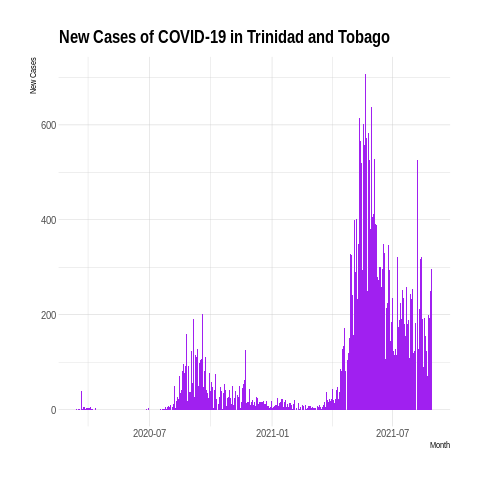 New Cases of COVID-19 in Trinidad and Tobago
New Cases
600
400
200
0
2020-07
2021-01
2021-07
Month